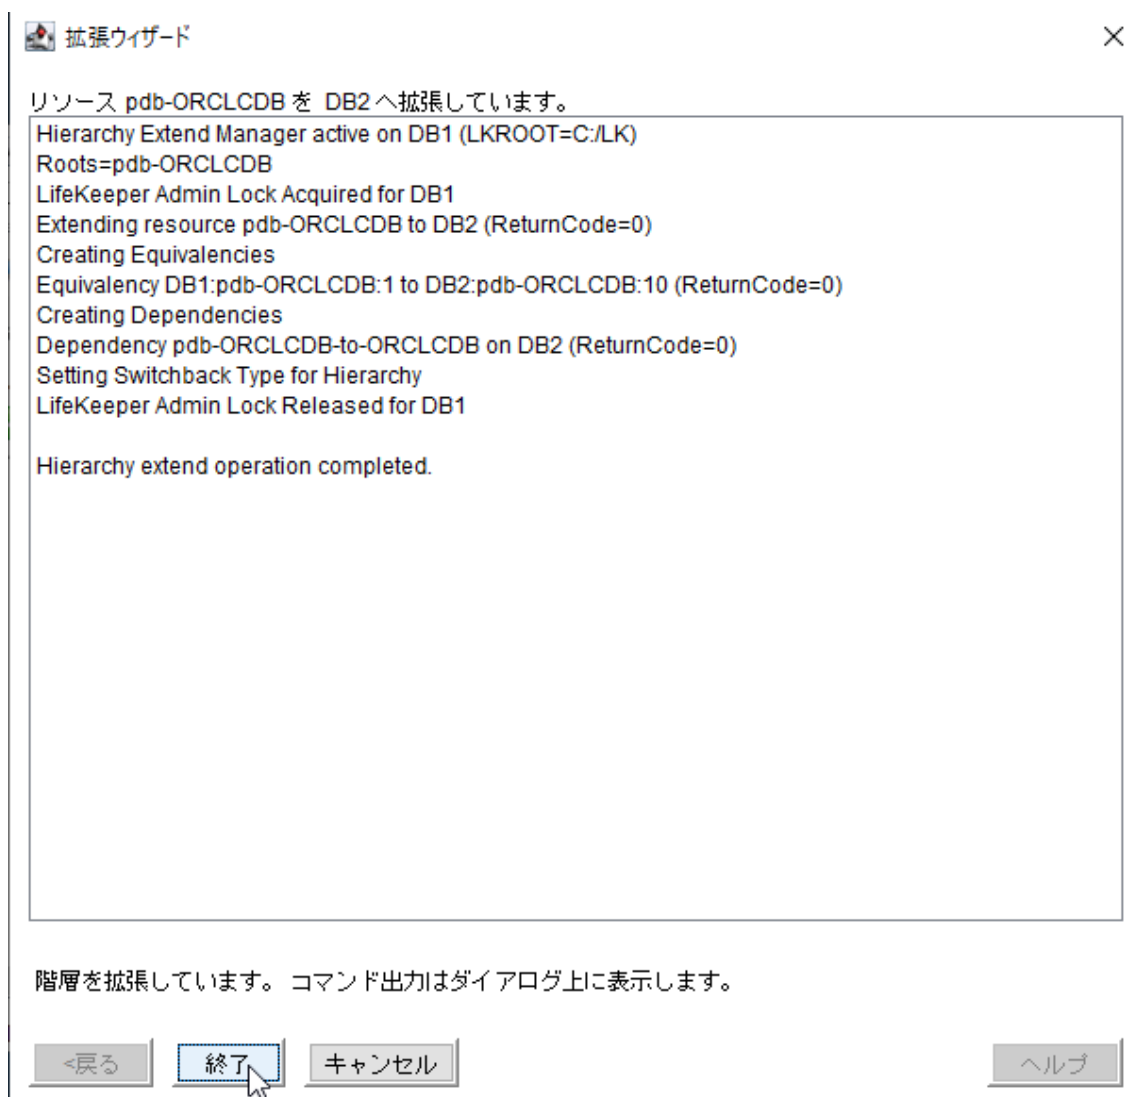 拡張ウィザード
リソース pdb-ORCLCDB を DB2 へ拡張しています。
Hierarchy Extend Manager active on DB1 (LKROOT=C:/LK)
Roots=pdb-ORCLCDB
LifeKeeper Admin Lock Acquired for DB1
Extending resource pdb-ORCLCDB to DB2 (ReturnCode=0)
Creating Equivalencies
Equivalency DB1:pdb-ORCLCDB:1 to DB2:pdb-ORCLCDB:10 (ReturnCode=0)
Creating Dependencies
Dependency pdb-ORCLCDB-to-ORCLCDB on DB2 (ReturnCode=0)
Setting Switchback Type for Hierarchy
LifeKeeper Admin Lock Released for DB1
Hierarchy extend operation completed.
階層を拡張しています。 コマンド出力はダイアログ上に表示します。
<戻る 終了 キャンセル ヘルプ